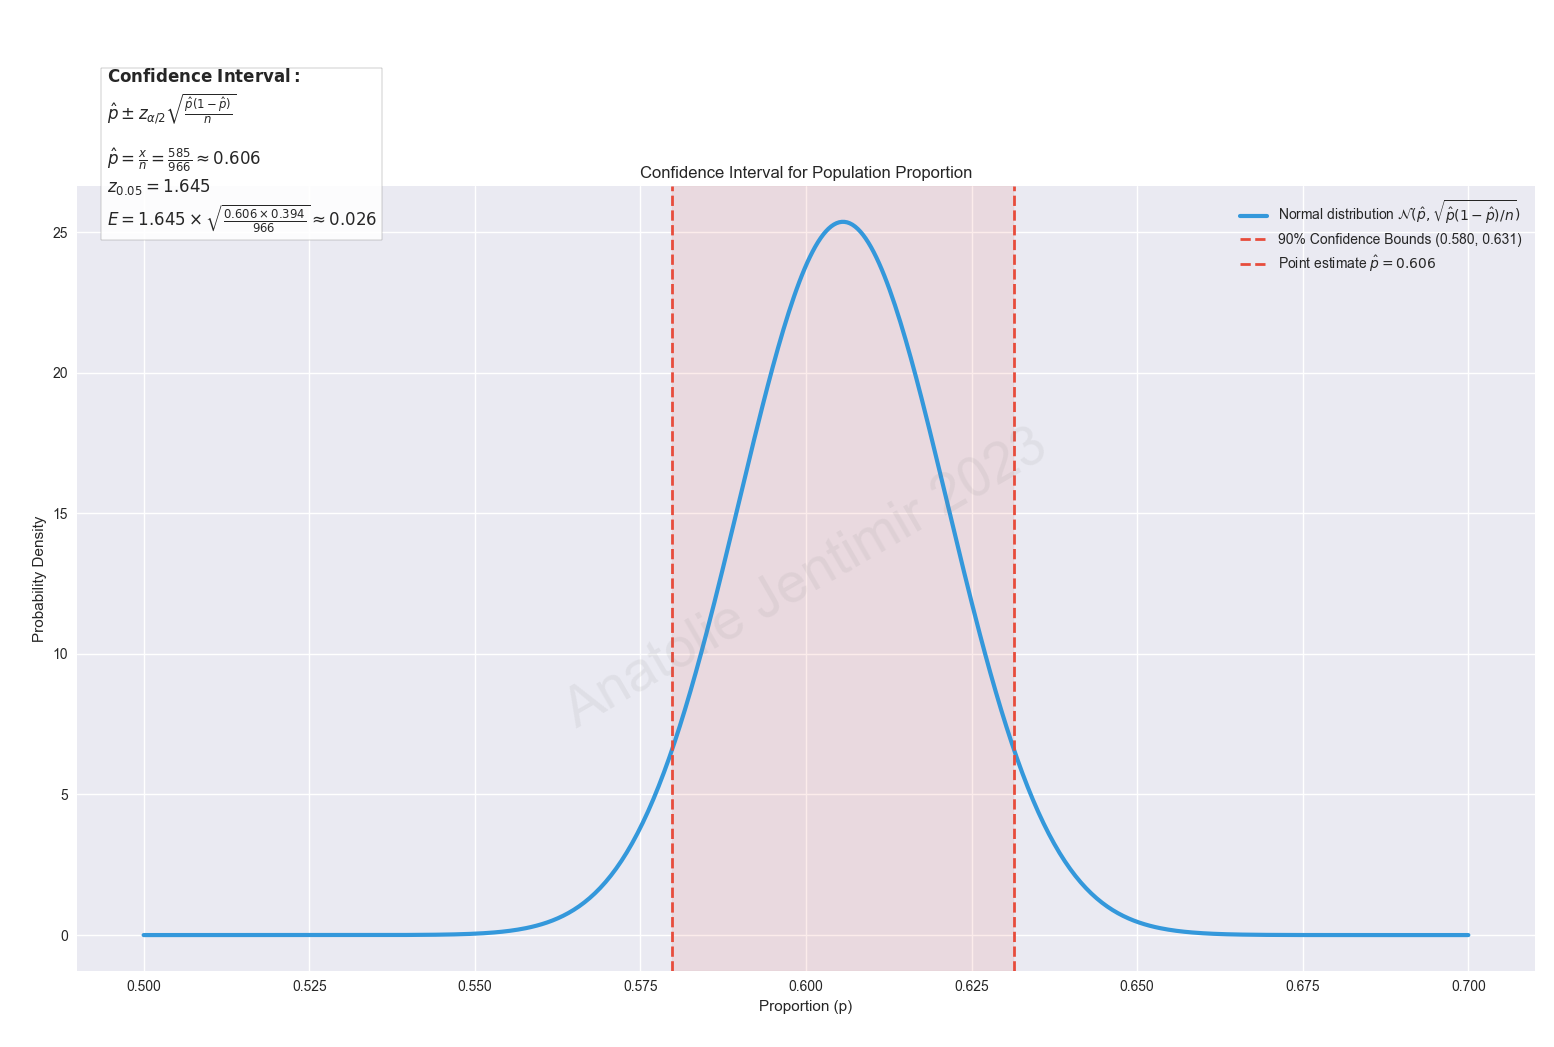 Confidence Interval:
p̂ ± z_{α/2} √(p̂(1 − p̂)/n)
p̂ = x/n = 585/966 ≈ 0.606
z_{0.05} = 1.645
E = 1.645 × √(0.606 × 0.394/966) ≈ 0.026
Confidence Interval for Population Proportion
Normal distribution 𝒩(p̂, √(p̂(1 − p̂)/n))
90% Confidence Bounds (0.580, 0.631)
Point estimate p̂ = 0.606
25
20
15
10
5
0
Probability Density
Anatolie Jentimir 2023
0.500 0.525 0.550 0.575 0.600 0.625 0.650 0.675 0.700
Proportion (p)